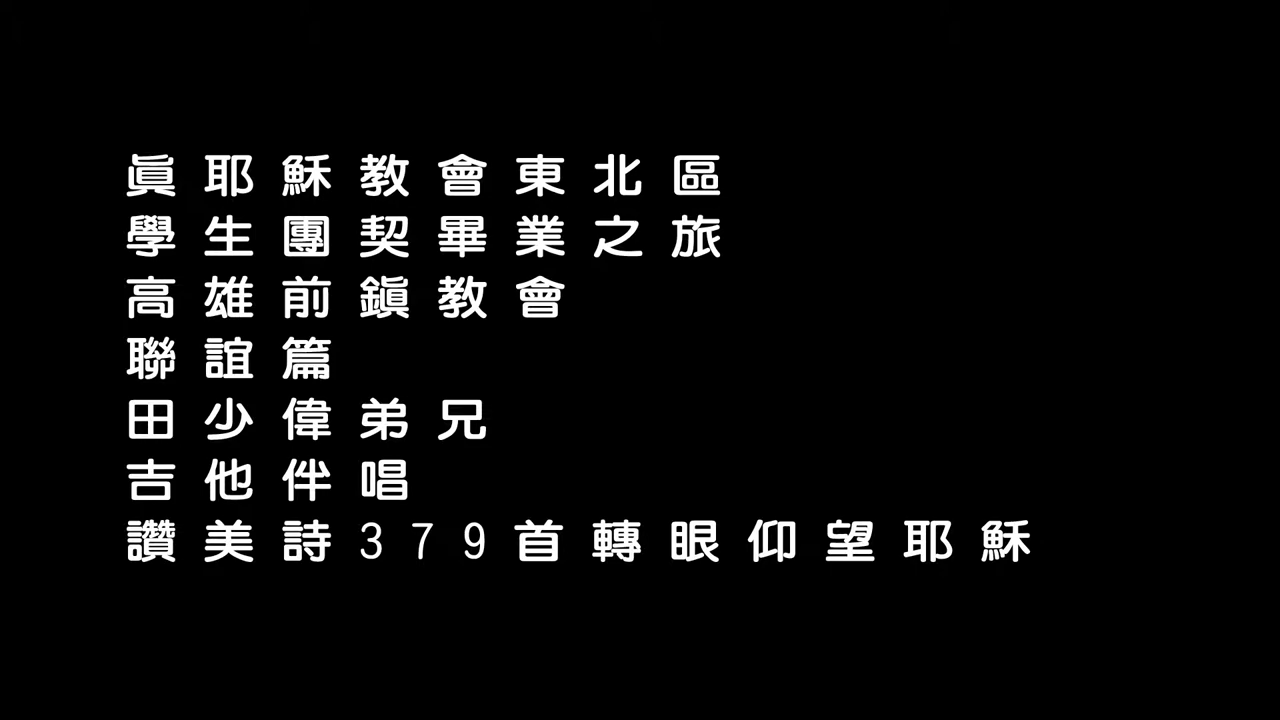 眞耶穌教會東北區
學生團契畢業之旅
高雄前鎭教會
聯誼篇
田少偉弟兄
吉他伴唱
讚美詩379首轉眼仰望耶穌